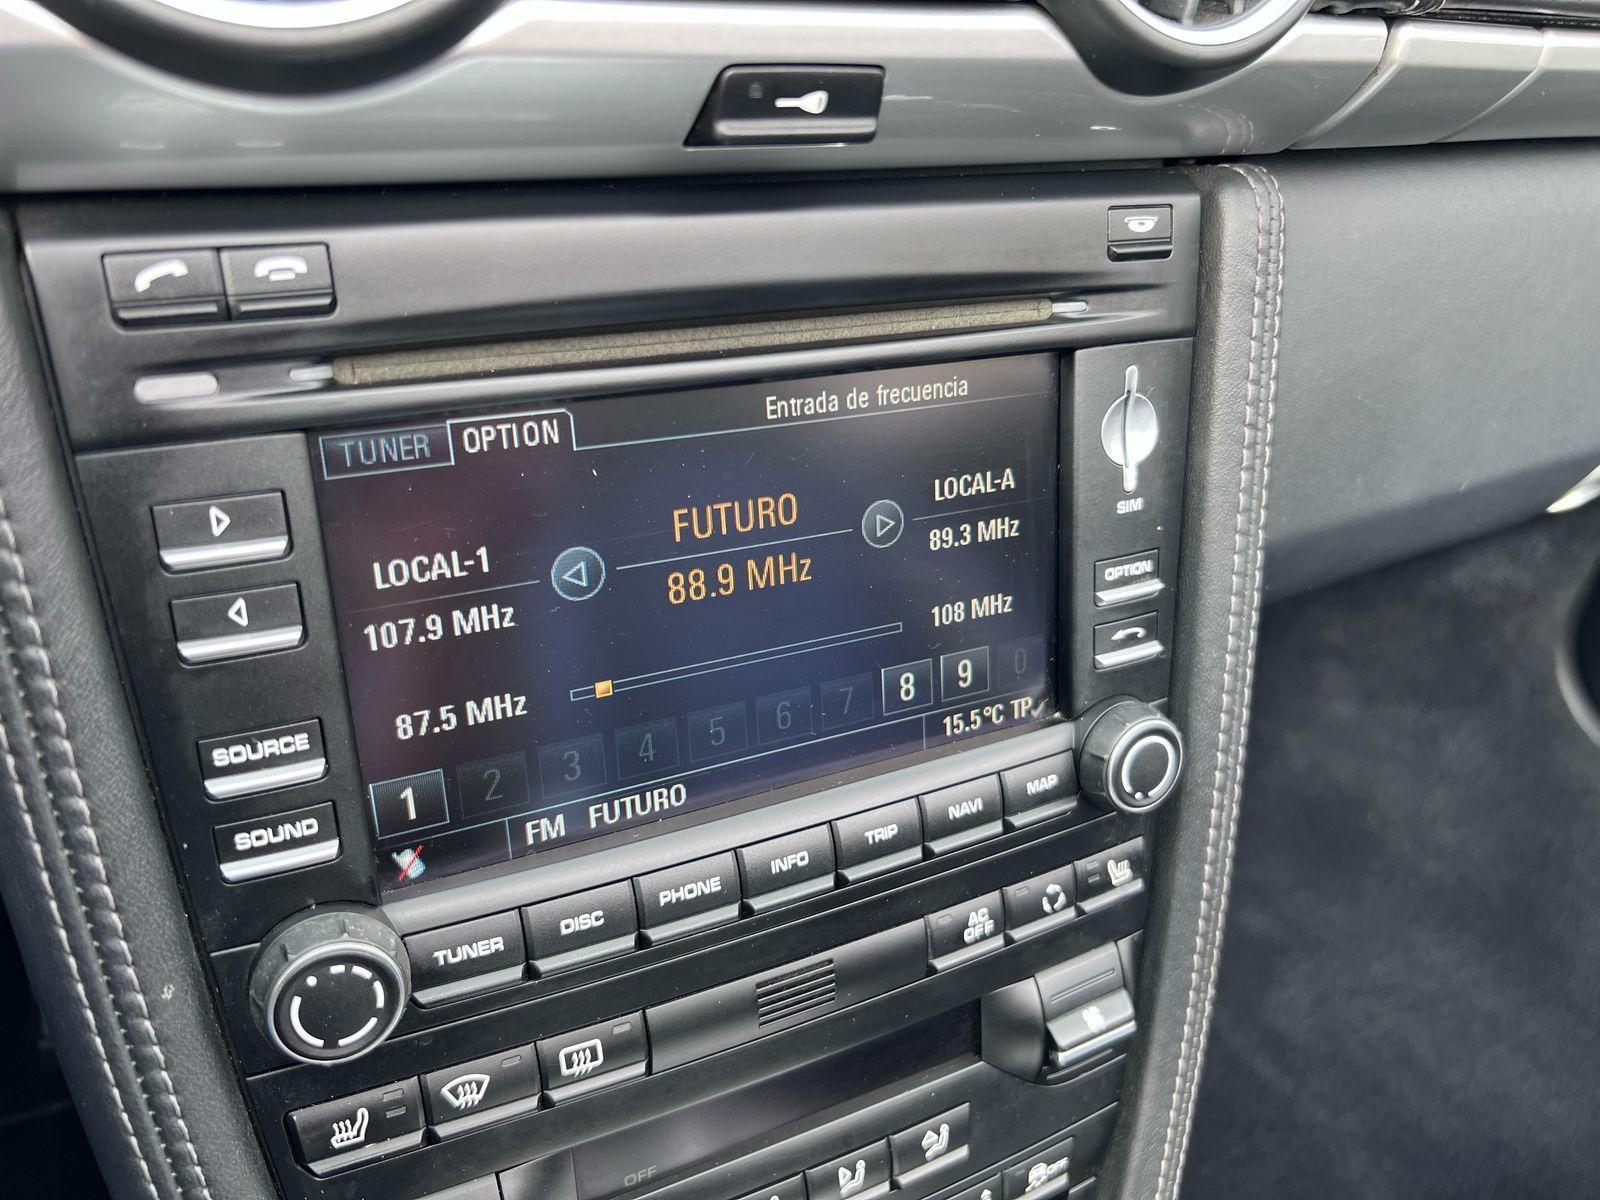 Entrada de frecuencia
TUNER OPTION
SIM
LOCAL-1 FUTURO LOCAL-A
107.9 MHz 88.9 MHz 89.3 MHz
OPTION
87.5 MHz 108 MHz
1 2 3 4 5 6 7 8 9 0
FM FUTURO 15.5°C TP
SOURCE
SOUND
TUNER DISC PHONE INFO TRIP NAVI MAP
AC OFF
OFF
OFF